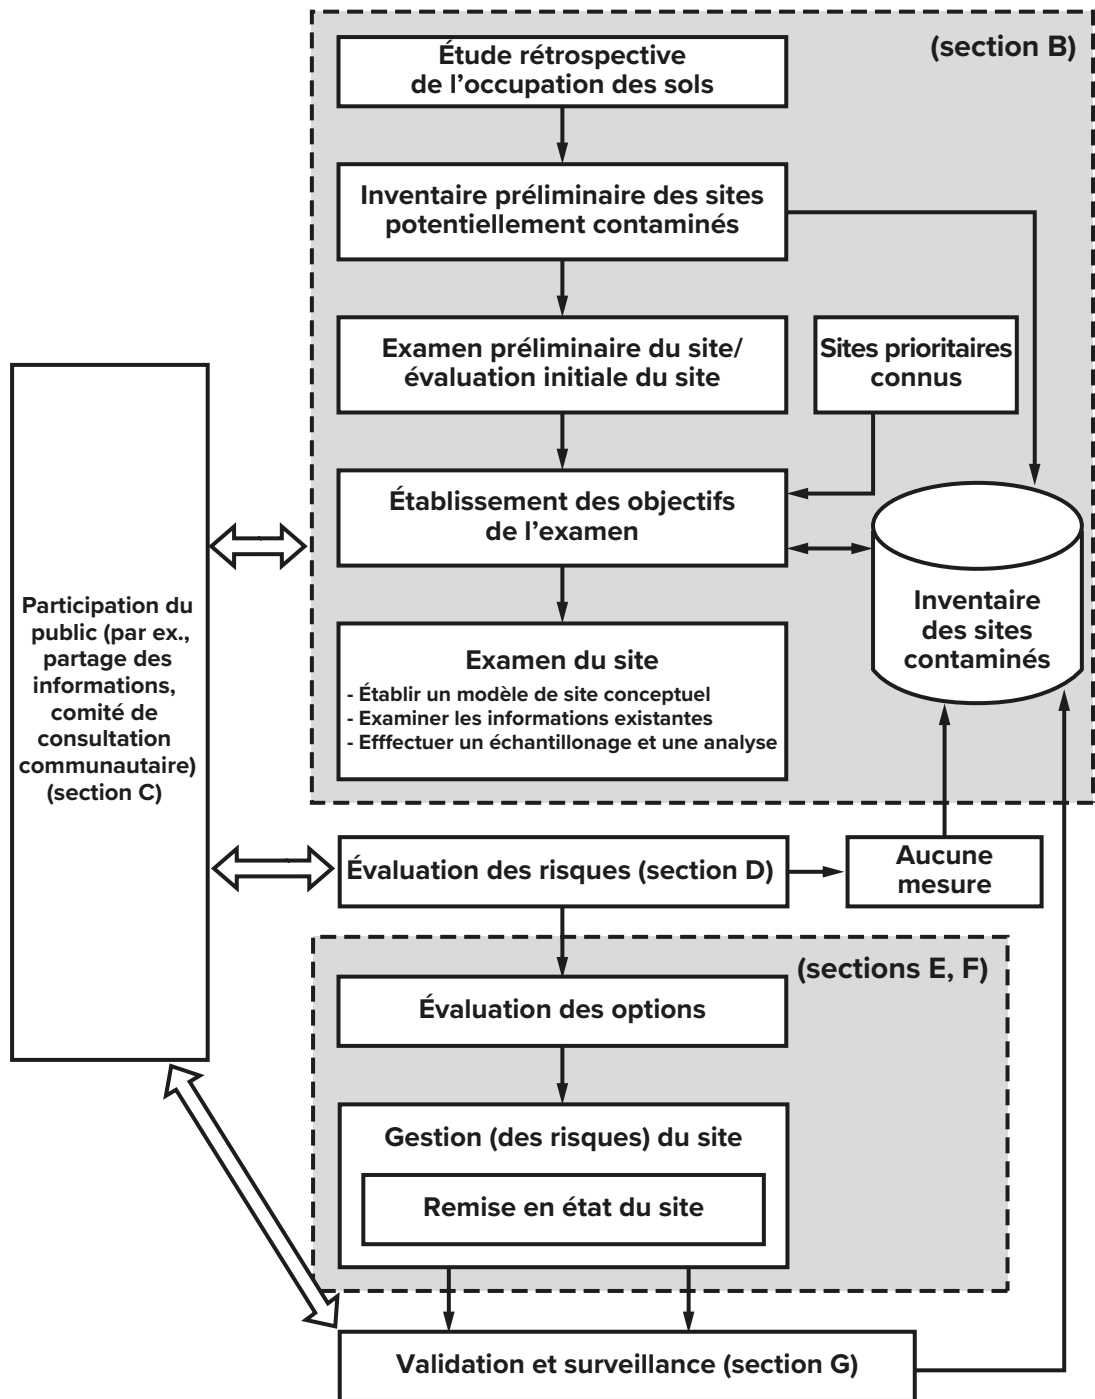 (section B)
Étude rétrospective
de l’occupation des sols
Inventaire préliminaire des sites
potentiellement contaminés
Examen préliminaire du site/
évaluation initiale du site
Sites prioritaires
connus
Établissement des objectifs
de l’examen
Inventaire
des sites
contaminés
Participation du
public (par ex.,
partage des
informations,
comité de
consultation
communautaire)
(section C)
Examen du site
- Établir un modèle de site conceptuel
- Examiner les informations existantes
- Efffectuer un échantillonage et une analyse
Évaluation des risques (section D)
Aucune
mesure
(sections E, F)
Évaluation des options
Gestion (des risques) du site
Remise en état du site
Validation et surveillance (section G)